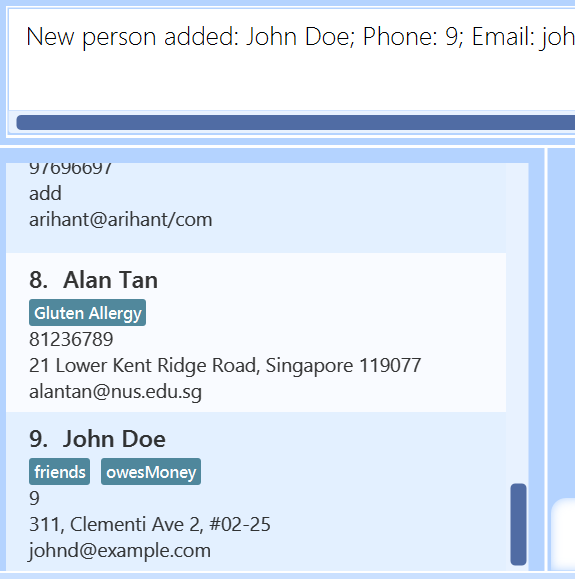 New person added: John Doe; Phone: 9; Email: joh
97696697
add
arihant@arihant/com
8. Alan Tan
Gluten Allergy
81236789
21 Lower Kent Ridge Road, Singapore 119077
alantan@nus.edu.sg
9. John Doe
friends owesMoney
9
311, Clementi Ave 2, #02-25
johnd@example.com